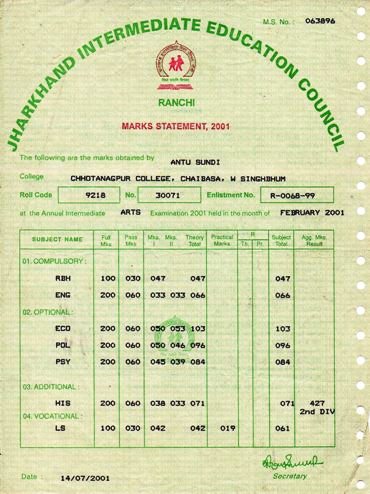 M.S. No. : 063896
JHARKHAND INTERMEDIATE EDUCATION COUNCIL
RANCHI
MARKS STATEMENT, 2001
The following are the marks obtained by ANTU SUNDI
College CHHOTANAGPUR COLLEGE, CHAIBASA, W SINGHBHUM
Roll Code 9218 No. 30071 Enlistment No. R-0068-99
at the Annual Intermediate ARTS Examination 2001 held in the month of FEBRUARY 2001
SUBJECT NAME Full Mks. Pass Mks. Mks. I Mks. II Theory Total Practical Marks R Th. Pr. Subject Total Agg. Mks. Result
01. COMPULSORY :
RBH 100 030 047 047 047
ENG 200 060 033 033 066 066
02. OPTIONAL :
ECO 200 060 050 053 103 103
POL 200 060 050 046 096 096
PSY 200 060 045 039 084 084
03. ADDITIONAL :
HIS 200 060 038 033 071 071 427
2nd DIV
04. VOCATIONAL :
LS 100 030 042 042 019 061
Date : 14/07/2001
Secretary